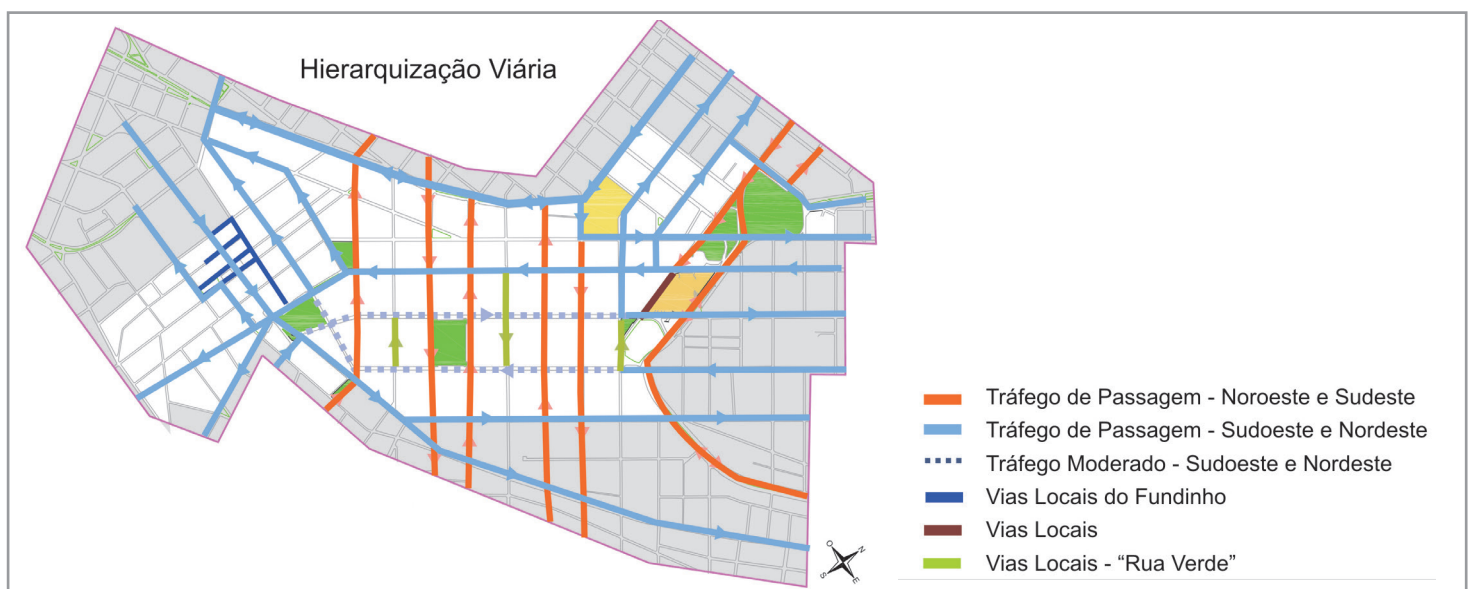 Hierarquização Viária
Tráfego de Passagem - Noroeste e Sudeste
Tráfego de Passagem - Sudoeste e Nordeste
Tráfego Moderado - Sudoeste e Nordeste
Vias Locais do Fundinho
Vias Locais
Vias Locais - “Rua Verde”
O N
S E